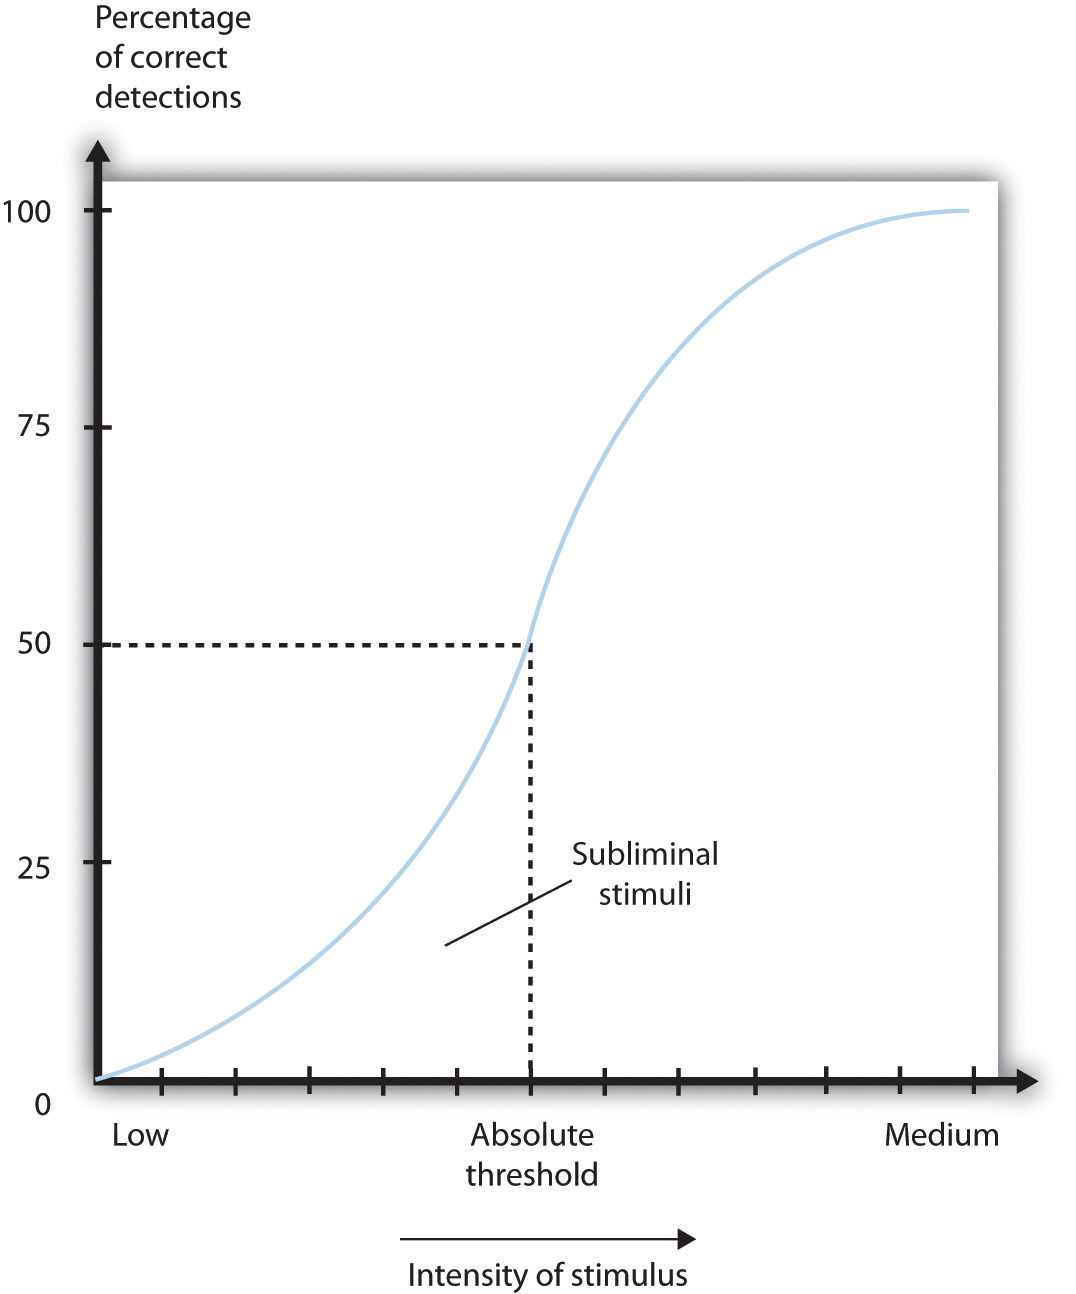 Percentage
of correct
detections
100
75
50
25
0
Subliminal
stimuli
Low
Absolute
threshold
Medium
Intensity of stimulus